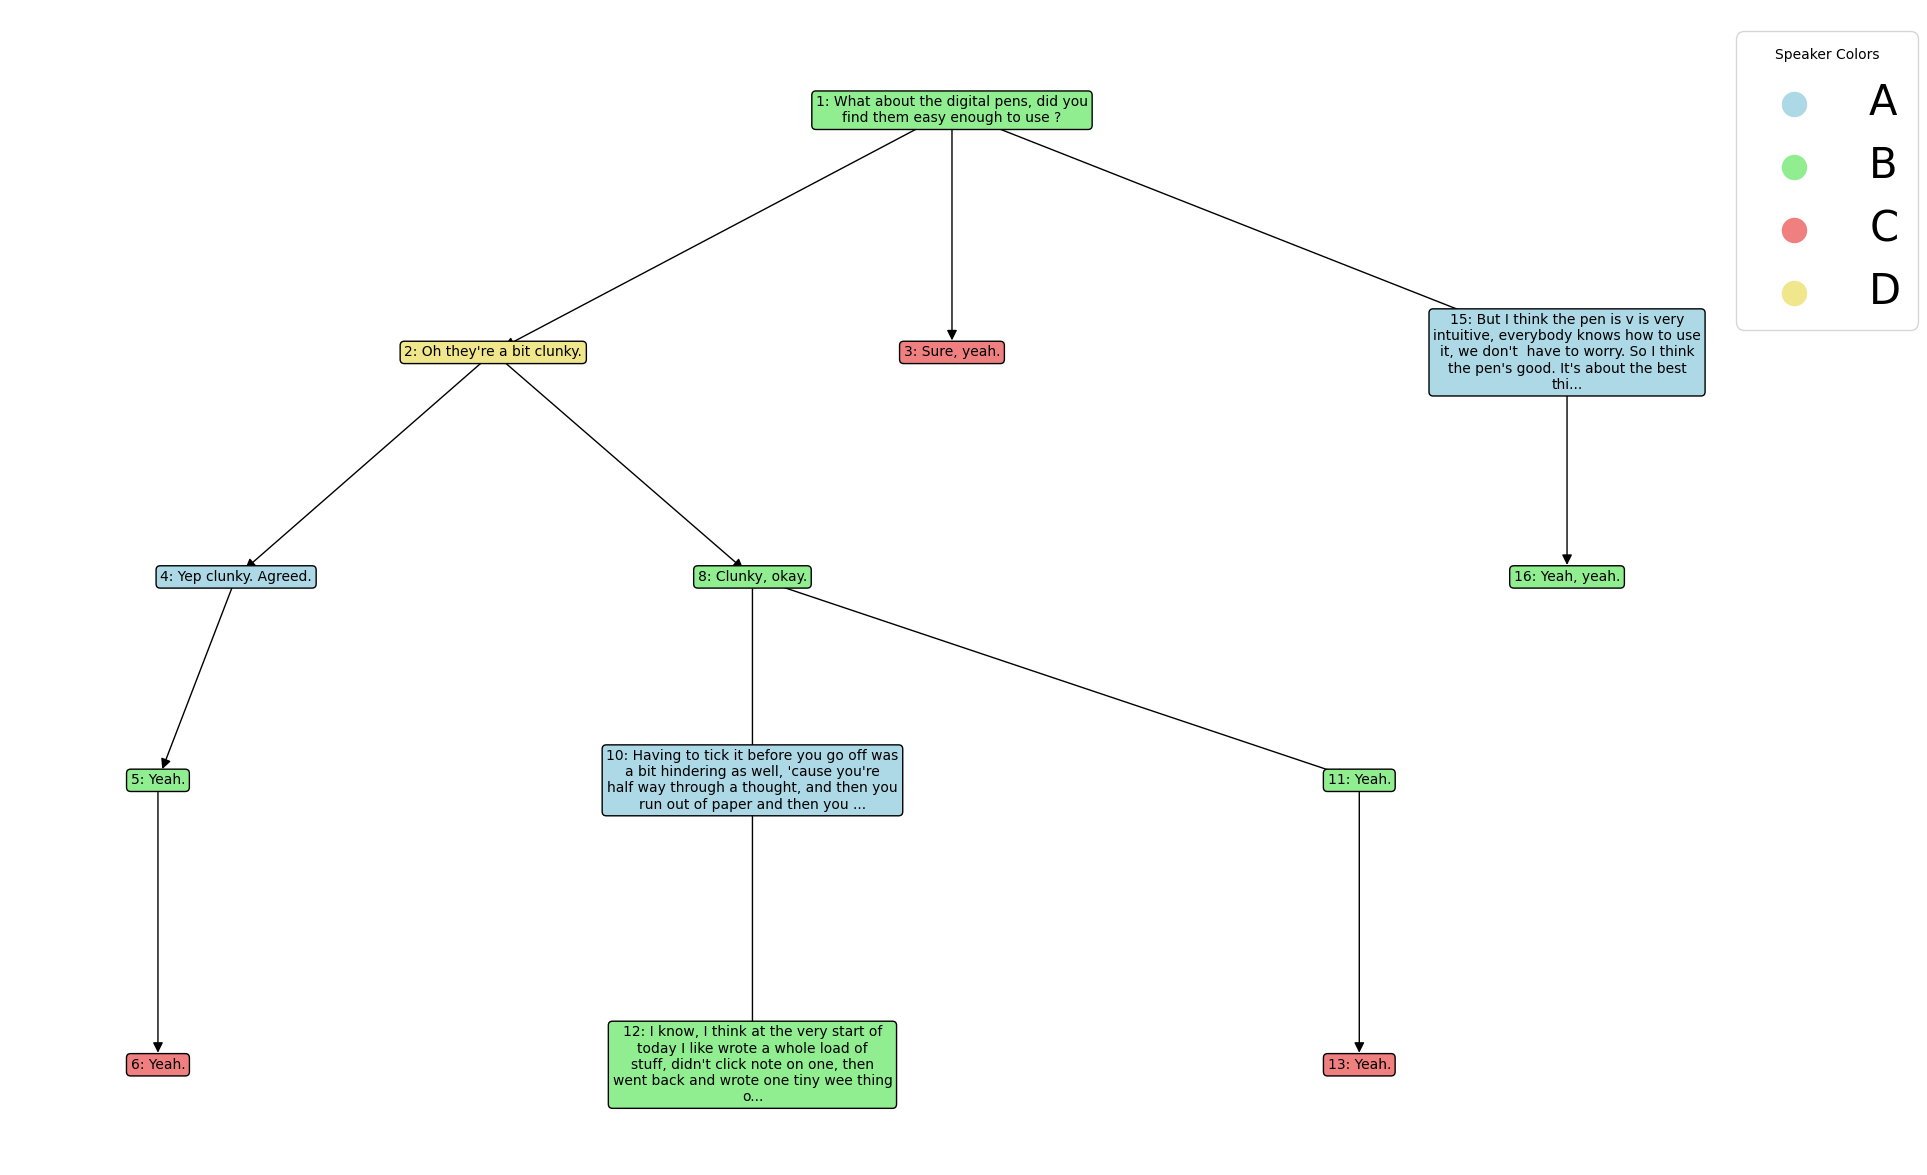 Speaker Colors
A
B
C
D
1: What about the digital pens, did you
find them easy enough to use ?
2: Oh they're a bit clunky.
3: Sure, yeah.
15: But I think the pen is v is very
intuitive, everybody knows how to use
it, we don't  have to worry. So I think
the pen's good. It's about the best
thi...
4: Yep clunky. Agreed.
8: Clunky, okay.
16: Yeah, yeah.
5: Yeah.
10: Having to tick it before you go off was
a bit hindering as well, 'cause you're
half way through a thought, and then you
run out of paper and then you ...
11: Yeah.
6: Yeah.
12: I know, I think at the very start of
today I like wrote a whole load of
stuff, didn't click note on one, then
went back and wrote one tiny wee thing
o...
13: Yeah.